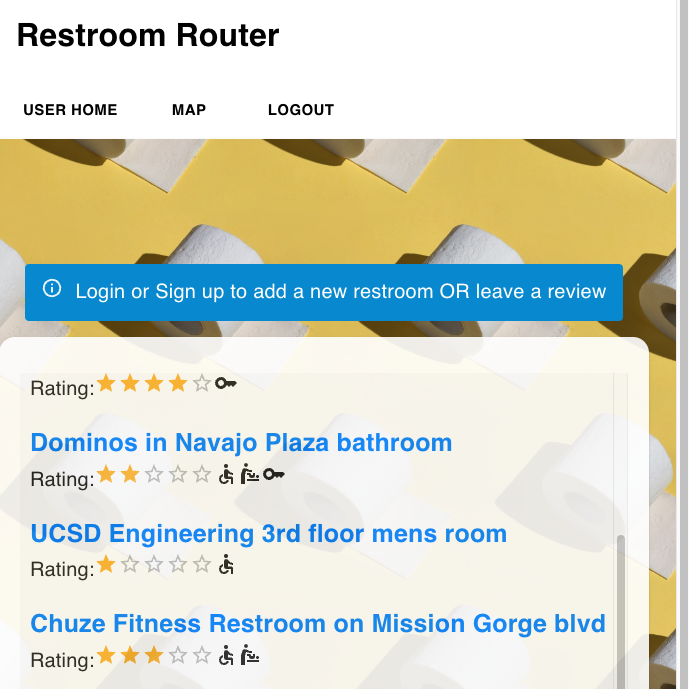 Restroom Router
USER HOME MAP LOGOUT
Login or Sign up to add a new restroom OR leave a review
Rating:
Dominos in Navajo Plaza bathroom
Rating:
UCSD Engineering 3rd floor mens room
Rating:
Chuze Fitness Restroom on Mission Gorge blvd
Rating: